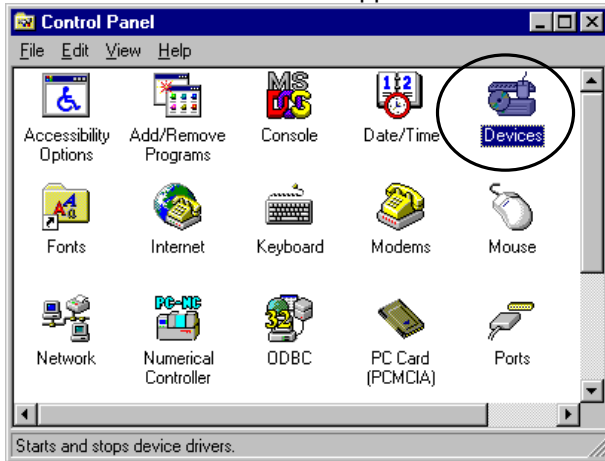 Control Panel
File Edit View Help
MS
DOS
1 2
Accessibility Options
Add/Remove Programs
Console
Date/Time
Devices
A A a
Fonts
Internet
Keyboard
Modems
Mouse
PC-NC
32
Network
Numerical Controller
ODBC
PC Card (PCMCIA)
Ports
Starts and stops device drivers.